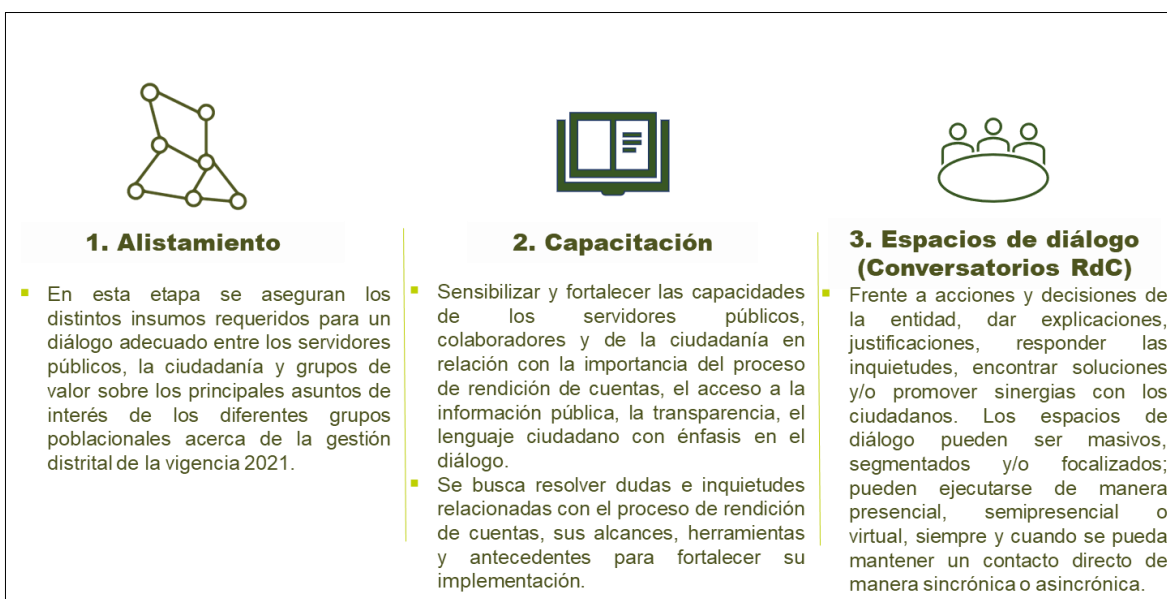 1. Alistamiento
En esta etapa se aseguran los
distintos insumos requeridos para un
diálogo adecuado entre los servidores
públicos, la ciudadanía y grupos de
valor sobre los principales asuntos de
interés de los diferentes grupos
poblacionales acerca de la gestión
distrital de la vigencia 2021.
2. Capacitación
Sensibilizar y fortalecer las capacidades
de los servidores públicos,
colaboradores y de la ciudadanía en
relación con la importancia del proceso
de rendición de cuentas, el acceso a la
información pública, la transparencia, el
lenguaje ciudadano con énfasis en el
diálogo.
Se busca resolver dudas e inquietudes
relacionadas con el proceso de rendición
de cuentas, sus alcances, herramientas
y antecedentes para fortalecer su
implementación.
3. Espacios de diálogo
(Conversatorios RdC)
Frente a acciones y decisiones de
la entidad, dar explicaciones,
justificaciones, responder las
inquietudes, encontrar soluciones
y/o promover sinergias con los
ciudadanos. Los espacios de
diálogo pueden ser masivos,
segmentados y/o focalizados;
pueden ejecutarse de manera
presencial, semipresencial o
virtual, siempre y cuando se pueda
mantener un contacto directo de
manera sincrónica o asincrónica.